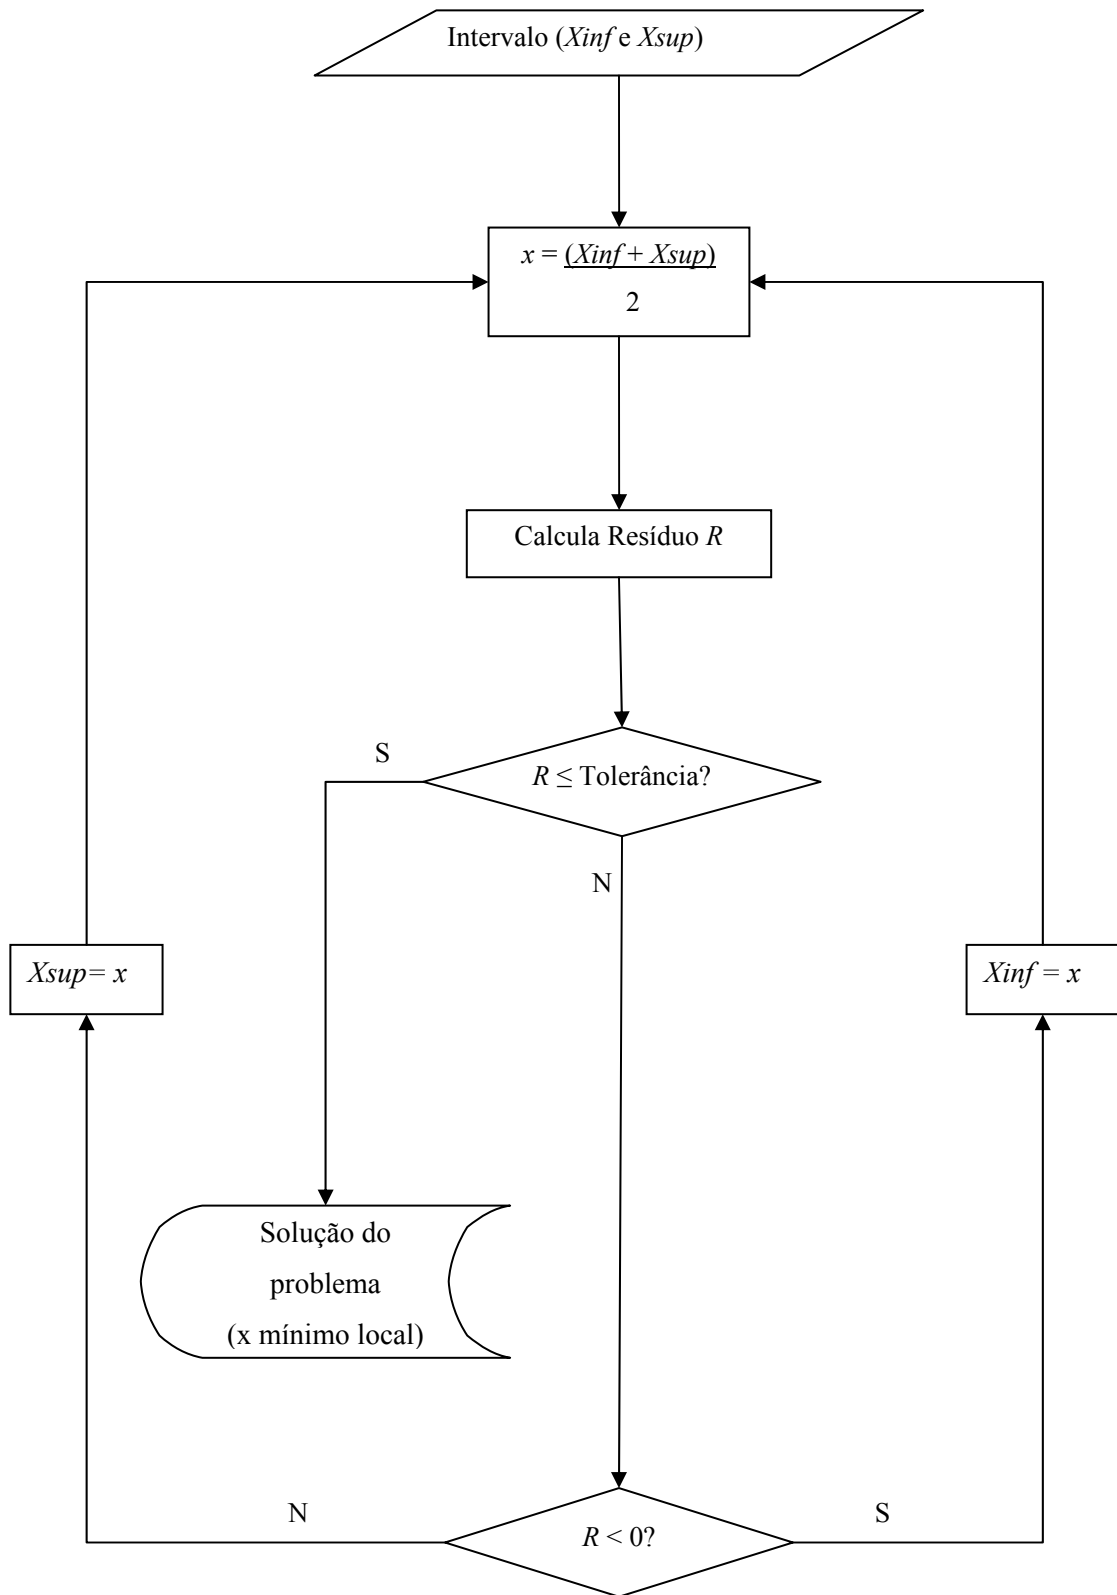 Intervalo (Xinf e Xsup)
x = (Xinf + Xsup)
2
Calcula Resíduo R
S
R ≤ Tolerância?
N
Xsup= x
Xinf = x
Solução do
problema
(x mínimo local)
N
S
R < 0?